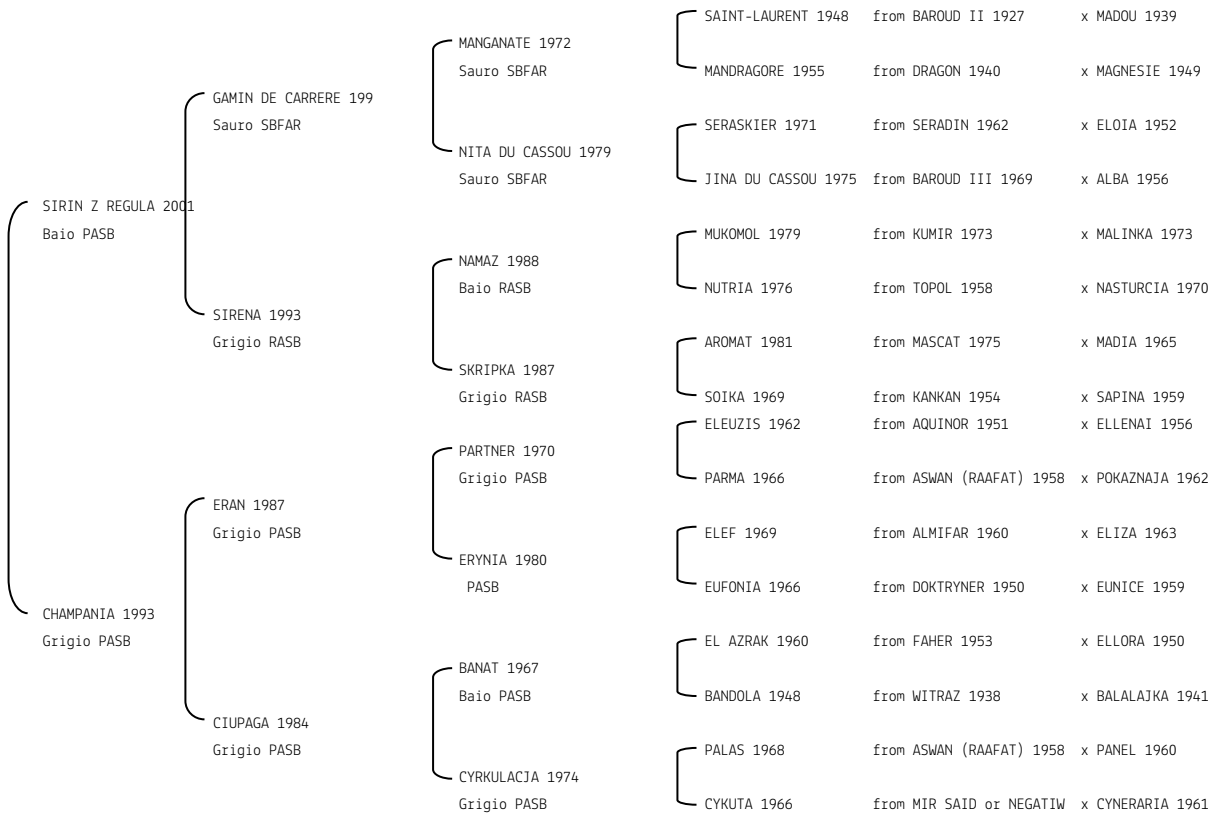 SAINT-LAURENT 1948 from BAROUD II 1927 x MADOU 1939
MANGANATE 1972
Sauro SBFAR
MANDRAGORE 1955 from DRAGON 1940 x MAGNESIE 1949
GAMIN DE CARRERE 199
Sauro SBFAR
SERASKIER 1971 from SERADIN 1962 x ELOIA 1952
NITA DU CASSOU 1979
Sauro SBFAR
JINA DU CASSOU 1975 from BAROUD III 1969 x ALBA 1956
SIRIN Z REGULA 2001
Baio PASB
MUKOMOL 1979 from KUMIR 1973 x MALINKA 1973
NAMAZ 1988
Baio RASB
NUTRIA 1976 from TOPOL 1958 x NASTURCIA 1970
SIRENA 1993
Grigio RASB
AROMAT 1981 from MASCAT 1975 x MADIA 1965
SKRIPKA 1987
Grigio RASB
SOIKA 1969 from KANKAN 1954 x SAPINA 1959
ELEUZIS 1962 from AQUINOR 1951 x ELLENAI 1956
PARTNER 1970
Grigio PASB
PARMA 1966 from ASWAN (RAAFAT) 1958 x POKAZNAJA 1962
ERAN 1987
Grigio PASB
ELEF 1969 from ALMIFAR 1960 x ELIZA 1963
ERYNIA 1980
PASB
EUFONIA 1966 from DOKTRYNER 1950 x EUNICE 1959
CHAMPANIA 1993
Grigio PASB
EL AZRAK 1960 from FAHER 1953 x ELLORA 1950
BANAT 1967
Baio PASB
BANDOLA 1948 from WITRAZ 1938 x BALALAJKA 1941
CIUPAGA 1984
Grigio PASB
PALAS 1968 from ASWAN (RAAFAT) 1958 x PANEL 1960
CYRKULACJA 1974
Grigio PASB
CYKUTA 1966 from MIR SAID or NEGATIW x CYNERARIA 1961